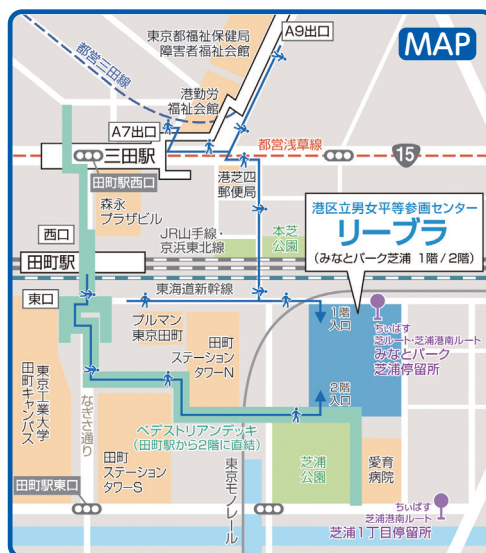 MAP
A9出口
東京都福祉保健局
障害者福祉会館
都営三田線
港勤労
福祉会館
A7出口
三田駅
都営浅草線
15
田町駅西口
港芝四
郵便局
森永
プラザビル
港区立男女平等参画センター
リーブラ
(みなとパーク芝浦 1階/2階)
JR山手線・
京浜東北線
本芝
公園
西口
田町駅
東海道新幹線
東口
1階
入口
プルマン
東京田町
ちぃばす
芝ルート・芝浦港南ルート
みなとパーク
芝浦停留所
田町
ステーション
タワーN
東京工業大学
田町キャンパス
なぎさ通り
2階
入口
ペデストリアンデッキ
(田町駅から2階に直結)
田町
ステーション
タワーS
東京モノレール
芝浦
公園
愛育
病院
田町駅東口
ちぃばす
芝浦港南ルート
芝浦1丁目停留所